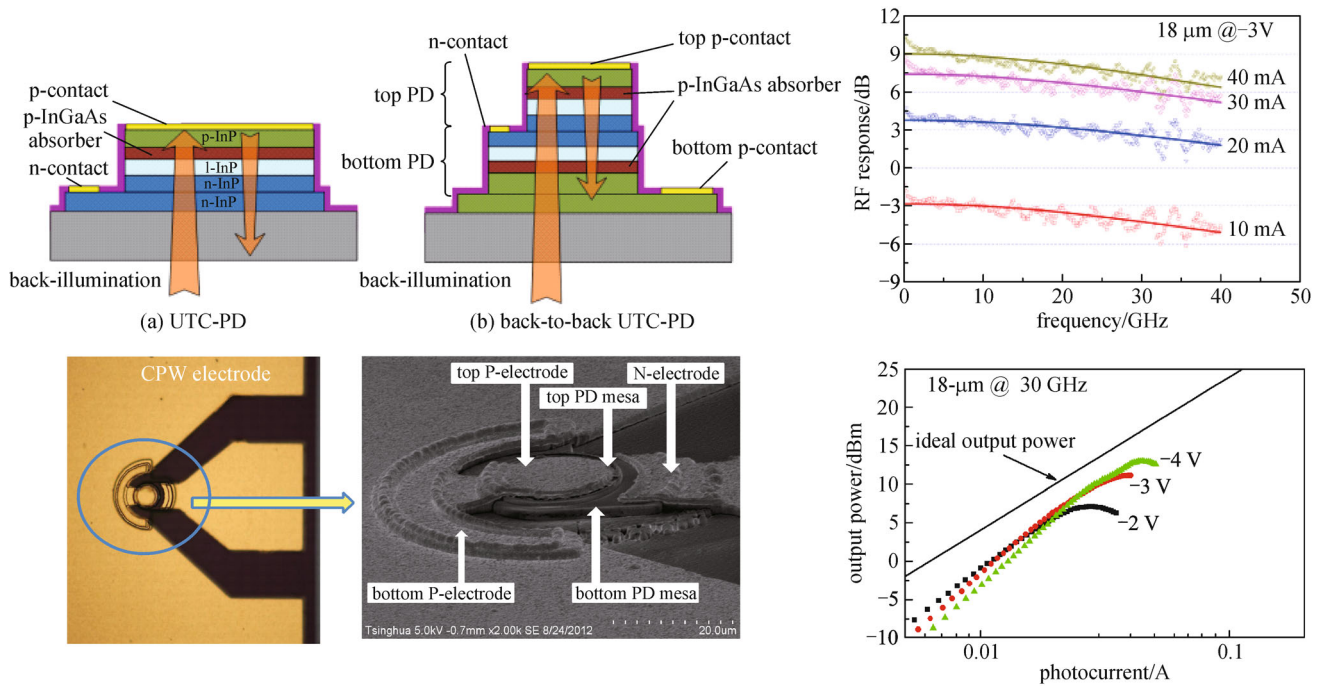 p-contact
p-InGaAs
absorber
n-contact
p-InP
l-InP
n-InP
n-InP
back-illumination
(a) UTC-PD
n-contact
top p-contact
top PD
p-InGaAs absorber
bottom PD
bottom p-contact
back-illumination
(b) back-to-back UTC-PD
RF response/dB
12
9
6
3
0
−3
−6
9
18 μm @−3V
40 mA
30 mA
20 mA
10 mA
0 10 20 30 40 50
frequency/GHz
CPW electrode
top P-electrode
N-electrode
top PD mesa
bottom P-electrode
bottom PD mesa
Tsinghua 5.0kV -0.7mm x2.00k SE 8/24/2012
20.0um
output power/dBm
25
20
15
10
5
0
−5
−10
18-μm @ 30 GHz
ideal output power
−4 V
−3 V
−2 V
0.01 0.1
photocurrent/A